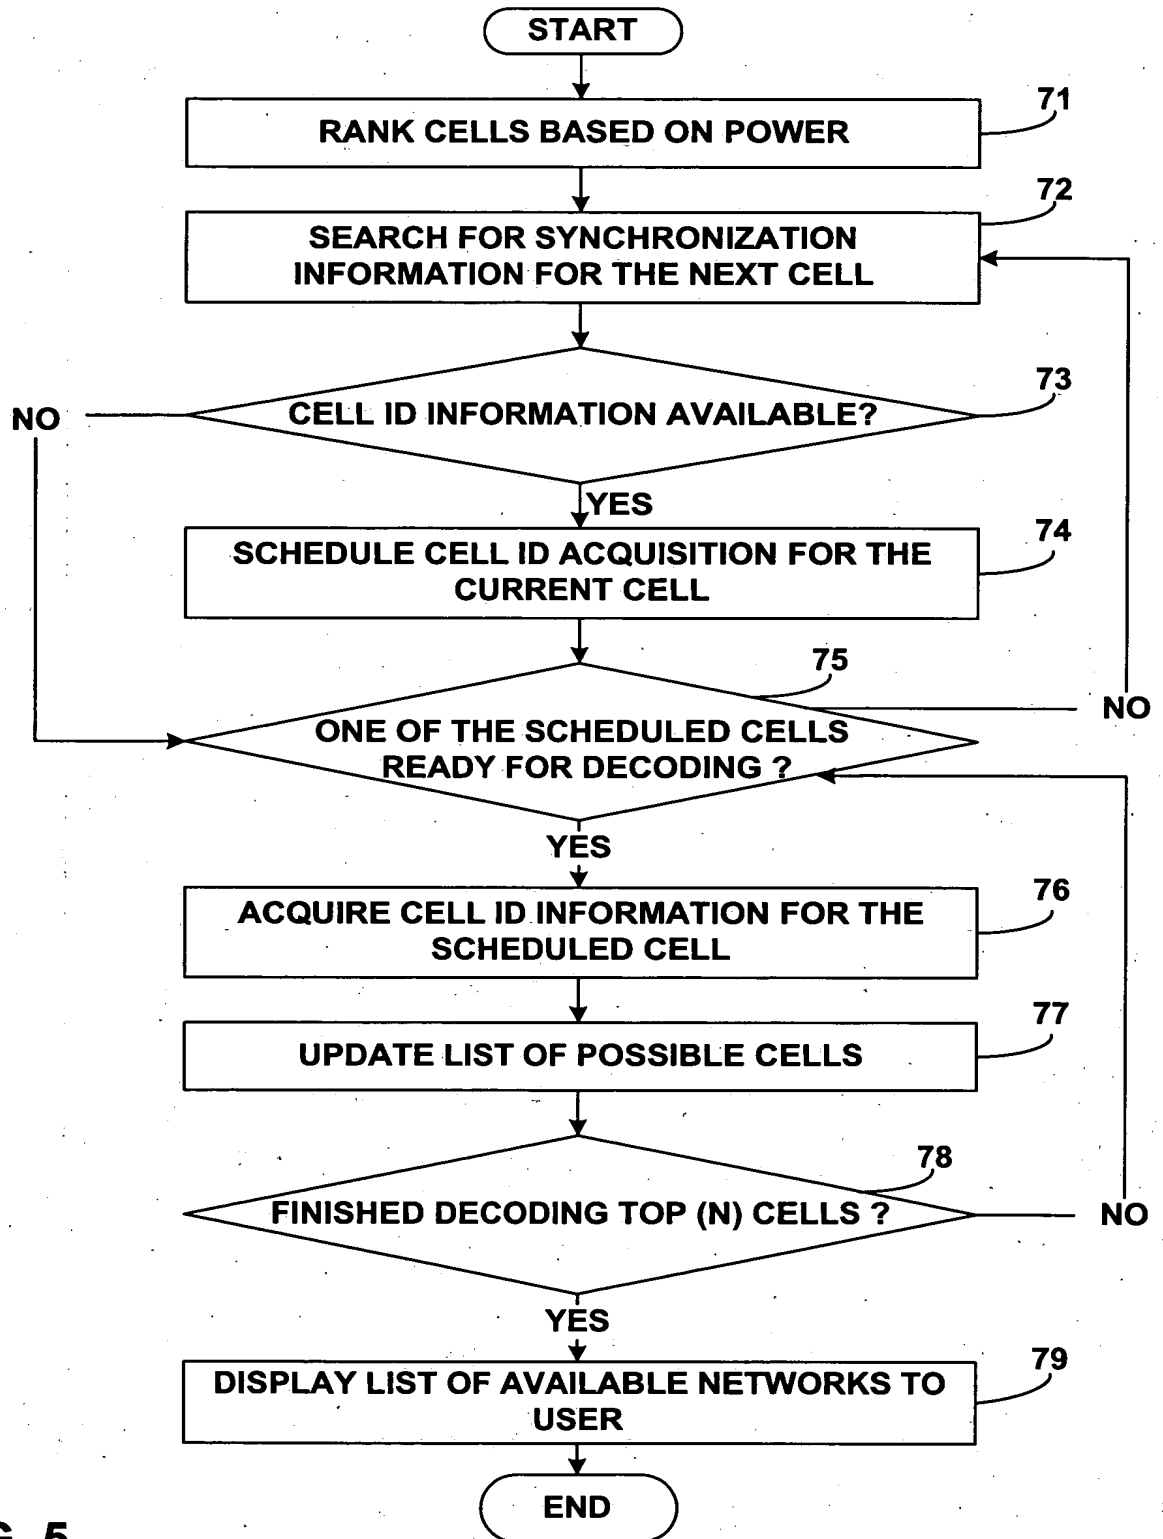 START
71
RANK CELLS BASED ON POWER
72
SEARCH FOR SYNCHRONIZATION
INFORMATION FOR THE NEXT CELL
73
NO
CELL ID INFORMATION AVAILABLE?
YES
74
SCHEDULE CELL ID ACQUISITION FOR THE
CURRENT CELL
75
NO
ONE OF THE SCHEDULED CELLS
READY FOR DECODING ?
YES
76
ACQUIRE CELL ID INFORMATION FOR THE
SCHEDULED CELL
77
UPDATE LIST OF POSSIBLE CELLS
78
FINISHED DECODING TOP (N) CELLS ?
NO
YES
79
DISPLAY LIST OF AVAILABLE NETWORKS TO
USER
END
5